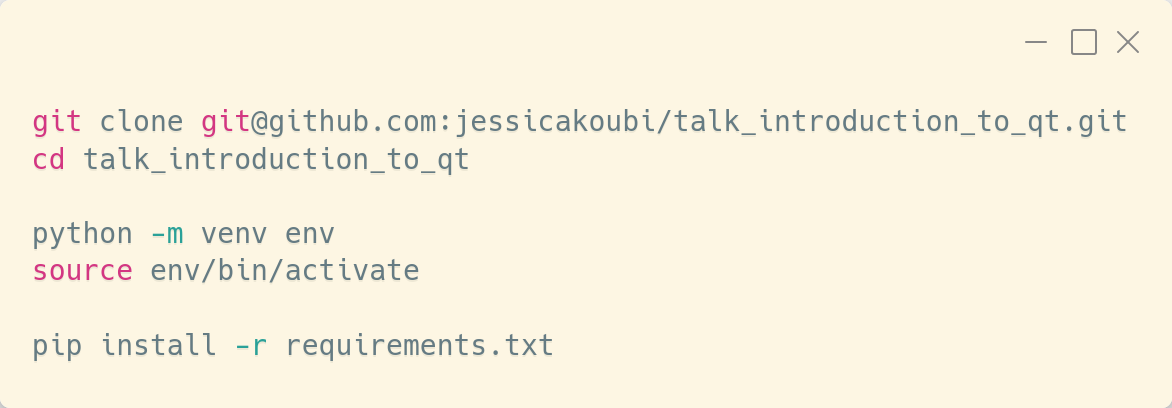 git clone git@github.com:jessicakoubi/talk_introduction_to_qt.git
cd talk_introduction_to_qt
python -m venv env
source env/bin/activate
pip install -r requirements.txt